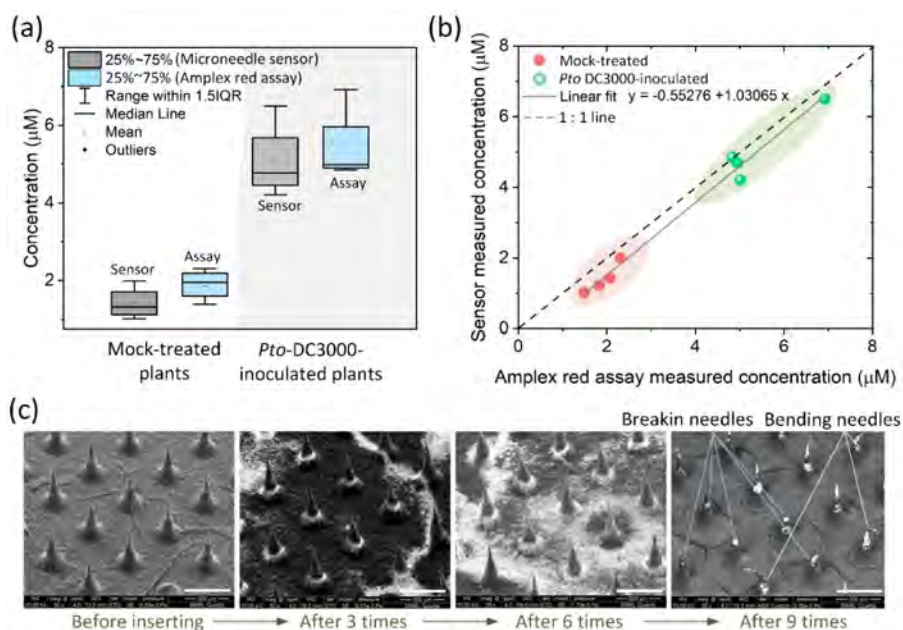 (a)
8
6
4
2
Concentration (μM)
25%~75% (Microneedle sensor)
25%~75% (Amplex red assay)
Range within 1.5IQR
Median Line
Mean
Outliers
Sensor
Assay
Sensor
Assay
Mock-treated
plants
Pto-DC3000-
inoculated plants
(b)
8
6
4
2
0
Sensor measured concentration (μM)
Mock-treated
Pto DC3000-inoculated
Linear fit y = -0.55276 +1.03065 x
1 : 1 line
0 2 4 6 8
Amplex red assay measured concentration (μM)
(c)
Breakin needles
Bending needles
Before inserting
After 3 times
After 6 times
After 9 times